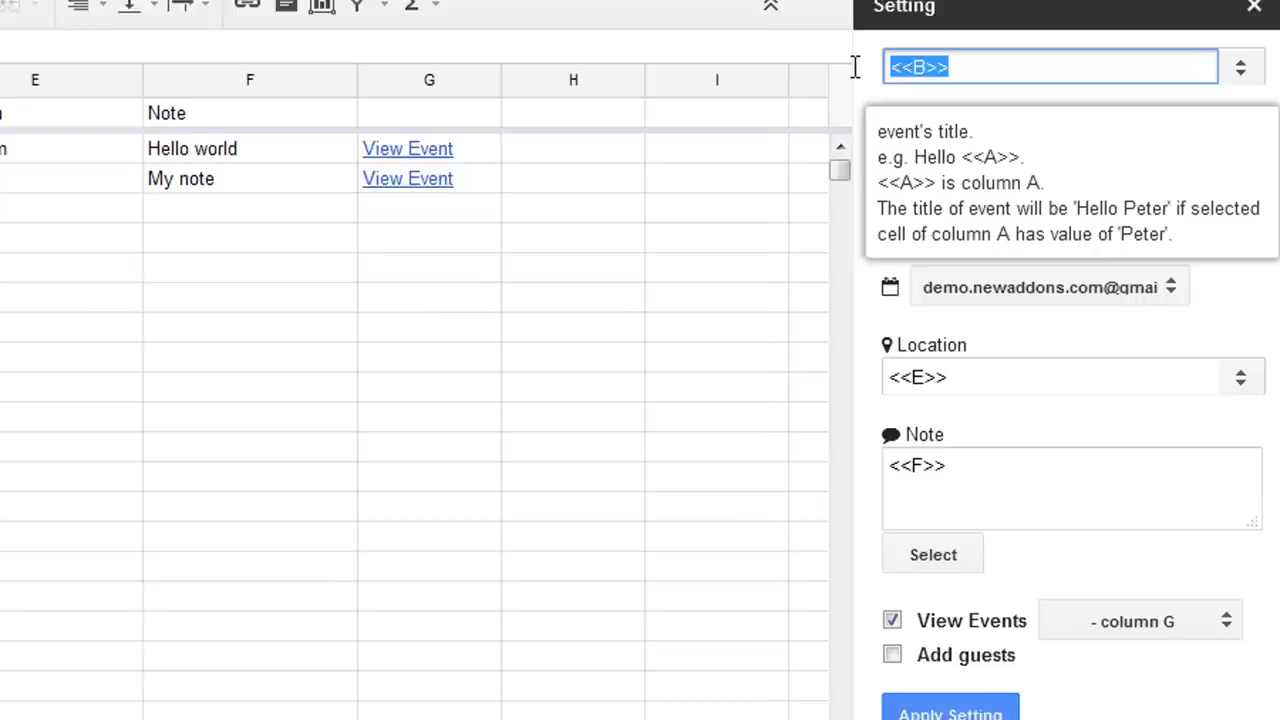 Setting
<<B>>
E F G H I
Note
Hello world View Event
My note View Event
event's title.
e.g. Hello <<A>>.
<<A>> is column A.
The title of event will be 'Hello Peter' if selected
cell of column A has value of 'Peter'.
demo.newaddons.com@gmai
Location
<<E>>
Note
<<F>>
Select
View Events - column G
Add guests
Apply Setting